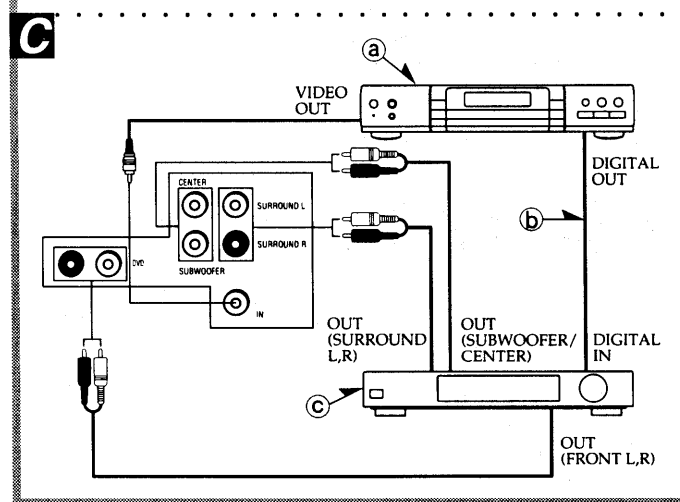 C
ⓐ
VIDEO
OUT
DIGITAL
OUT
ⓑ
CENTER
SURROUND L
SURROUND R
SUBWOOFER
DVD
IN
OUT
(SURROUND
L,R)
OUT
(SUBWOOFER/
CENTER)
DIGITAL
IN
ⓒ
OUT
(FRONT L,R)